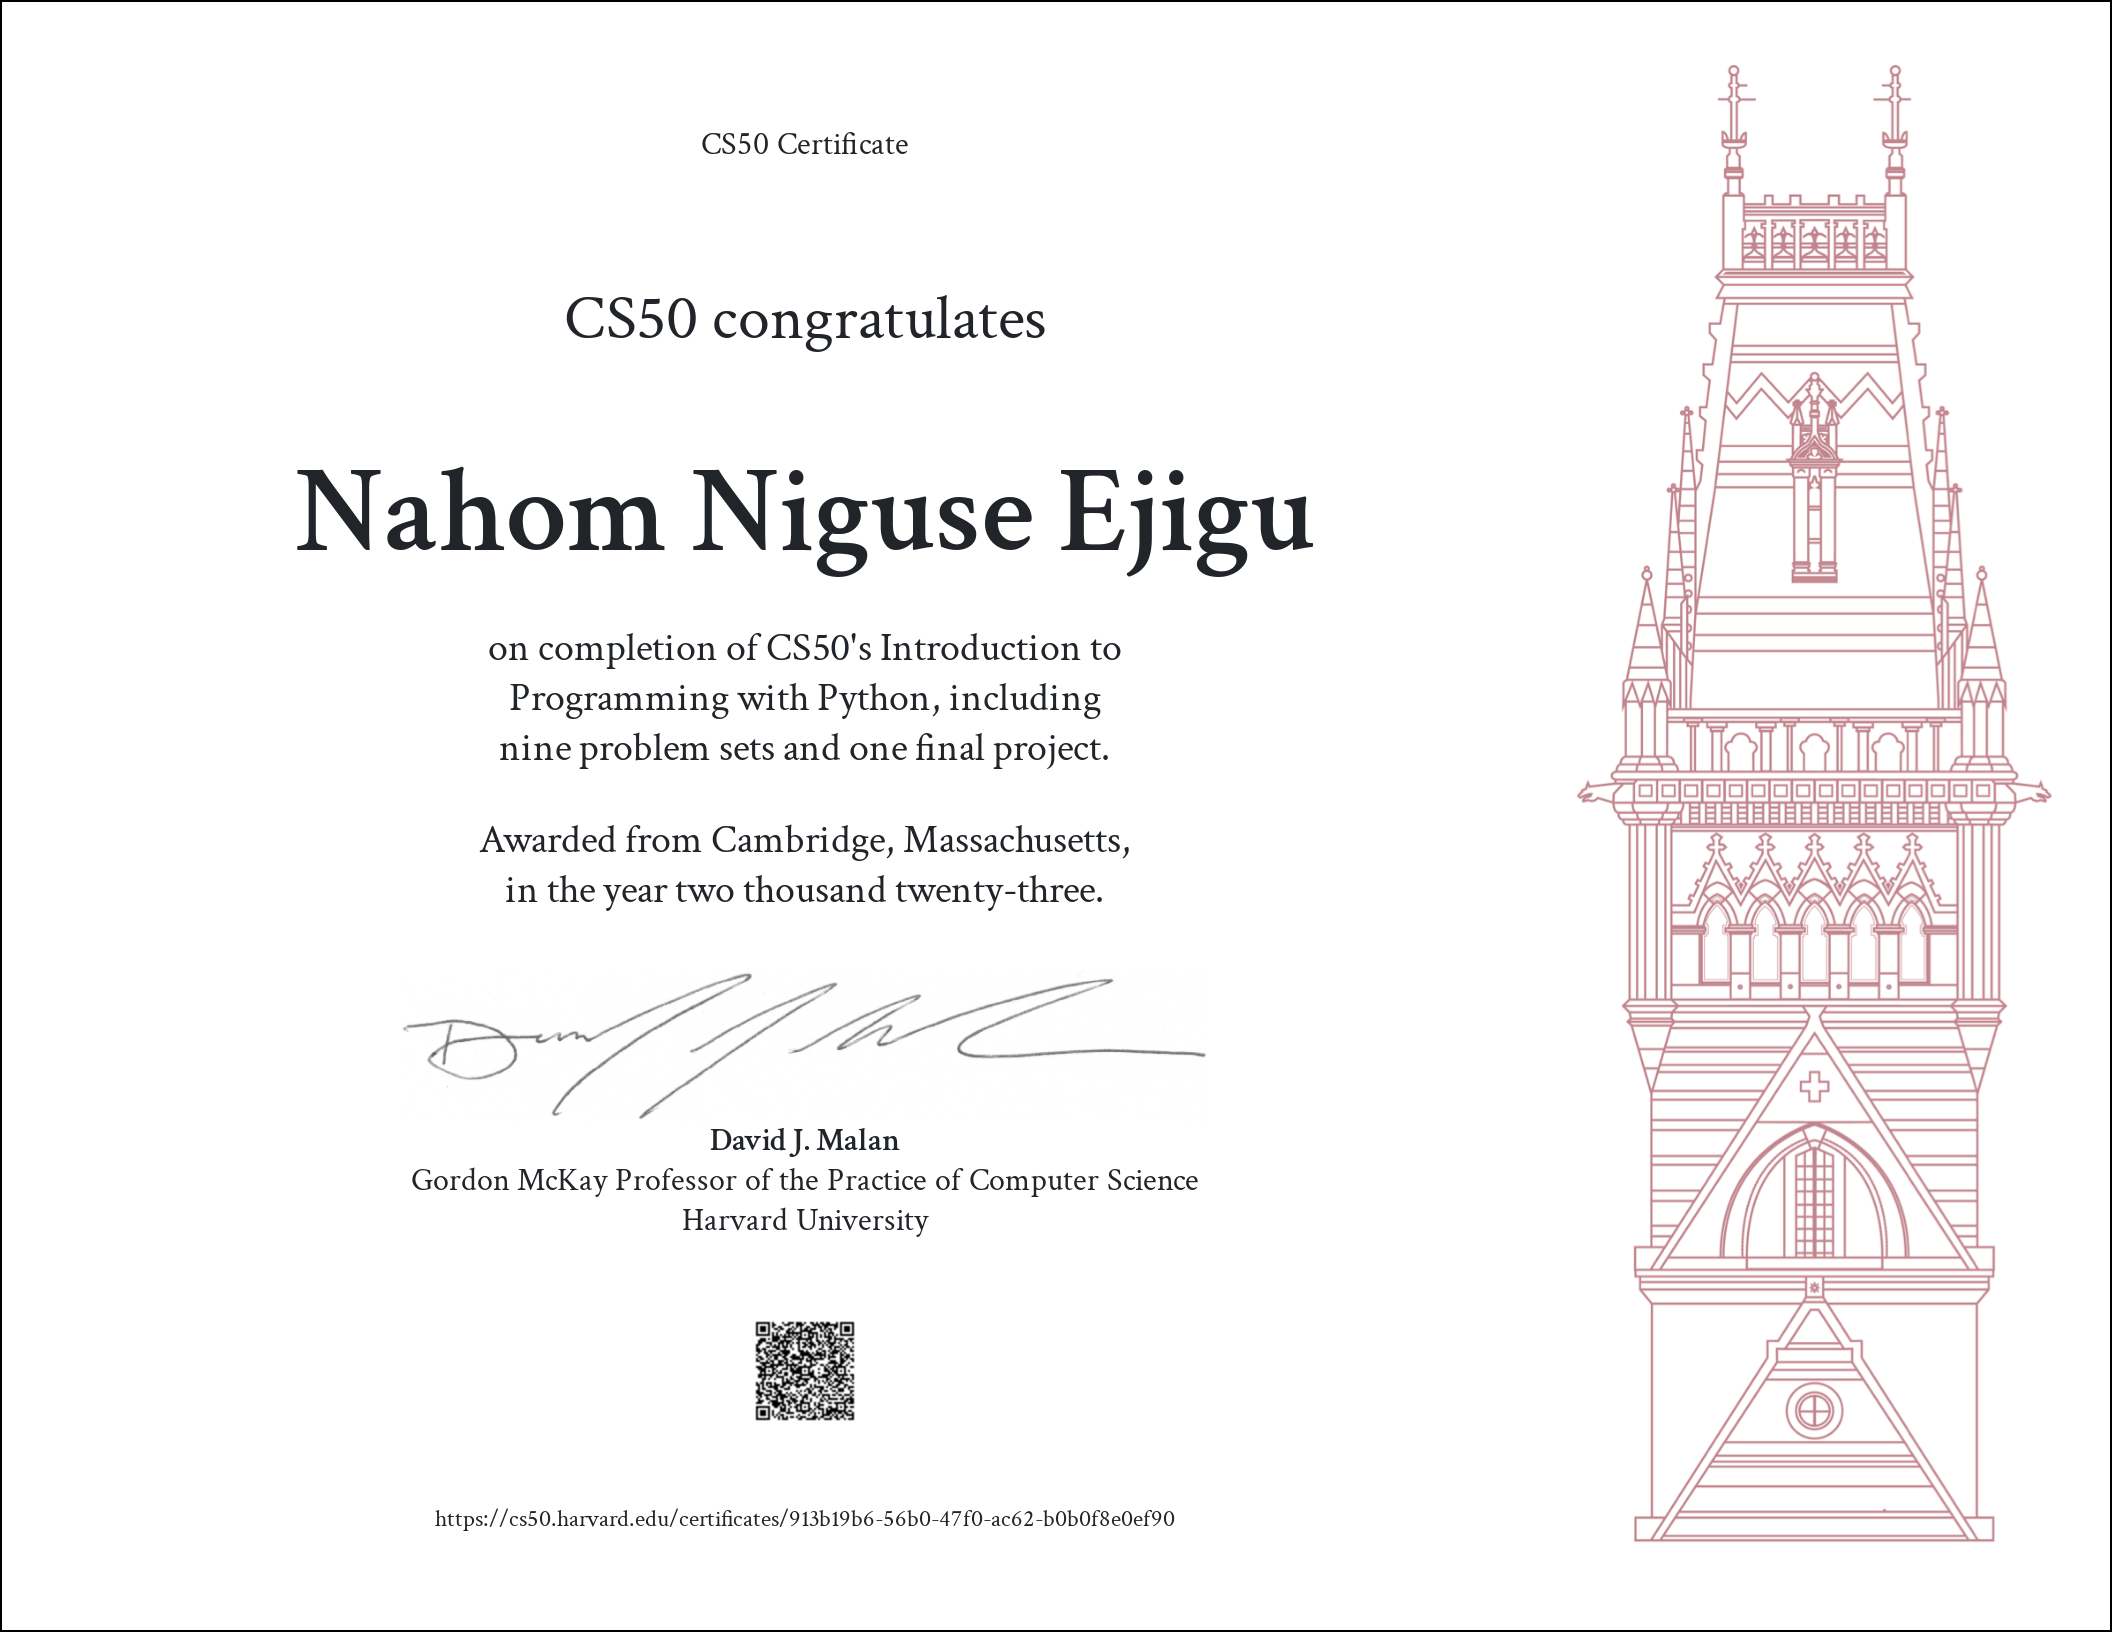 CS50 Certificate
CS50 congratulates
Nahom Niguse Ejigu
on completion of CS50's Introduction to
Programming with Python, including
nine problem sets and one final project.
Awarded from Cambridge, Massachusetts,
in the year two thousand twenty-three.
David J. Malan
Gordon McKay Professor of the Practice of Computer Science
Harvard University
https://cs50.harvard.edu/certificates/913b19b6-56b0-47f0-ac62-b0b0f8e0ef90